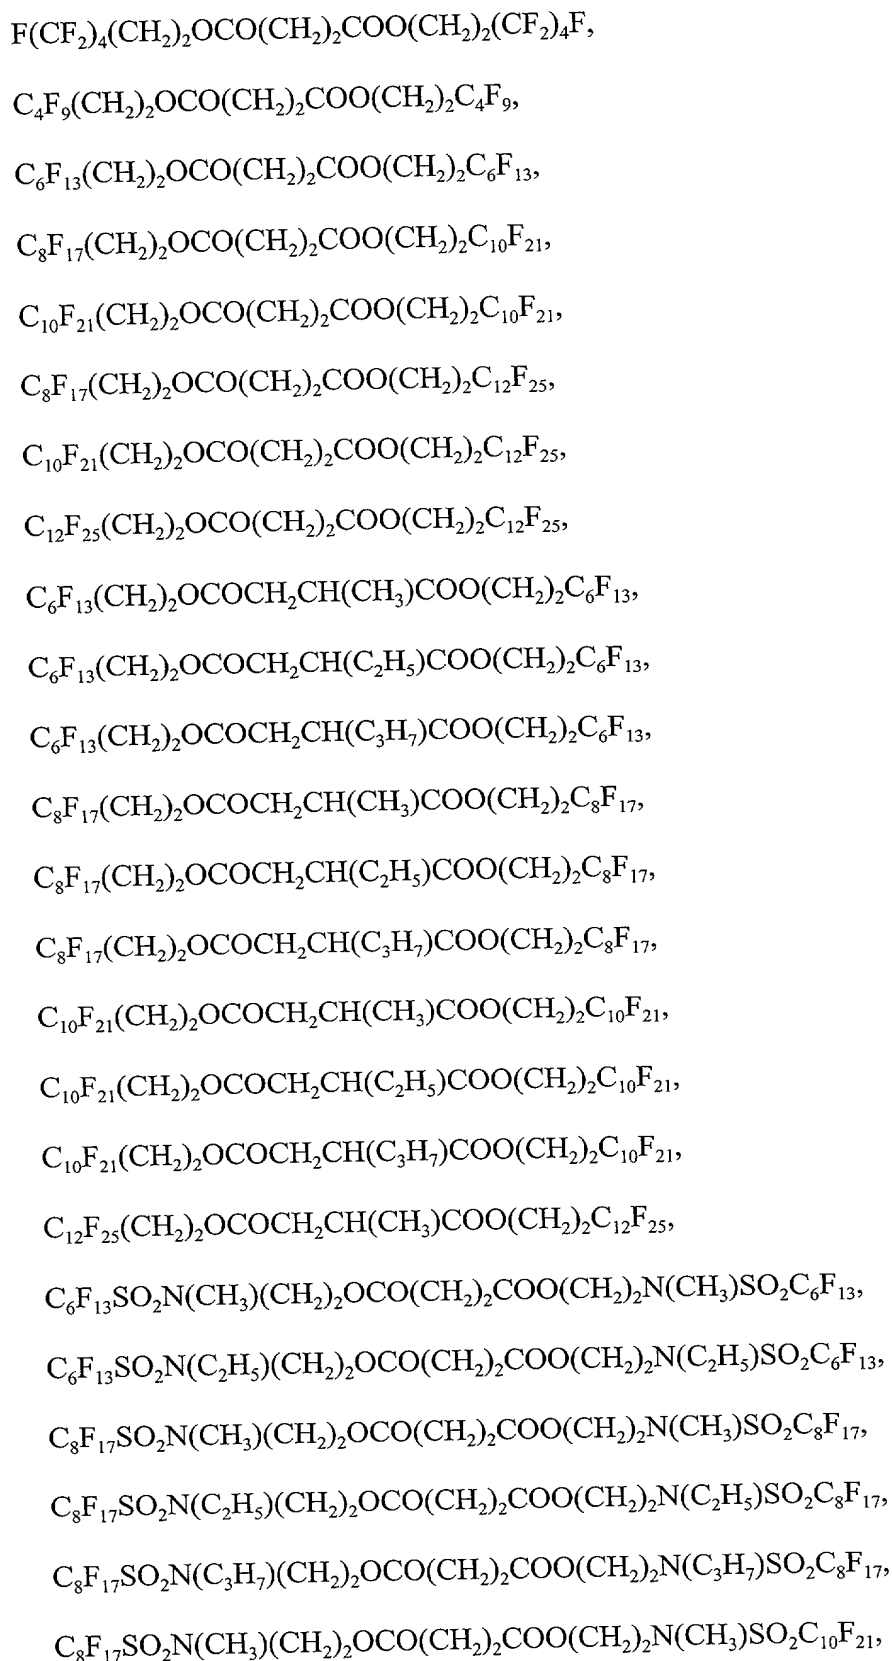 F(CF₂)₄(CH₂)₂OCO(CH₂)₂COO(CH₂)₂(CF₂)₄F,
C₄F₉(CH₂)₂OCO(CH₂)₂COO(CH₂)₂C₄F₉,
C₆F₁₃(CH₂)₂OCO(CH₂)₂COO(CH₂)₂C₆F₁₃,
C₈F₁₇(CH₂)₂OCO(CH₂)₂COO(CH₂)₂C₁₀F₂₁,
C₁₀F₂₁(CH₂)₂OCO(CH₂)₂COO(CH₂)₂C₁₀F₂₁,
C₈F₁₇(CH₂)₂OCO(CH₂)₂COO(CH₂)₂C₁₂F₂₅,
C₁₀F₂₁(CH₂)₂OCO(CH₂)₂COO(CH₂)₂C₁₂F₂₅,
C₁₂F₂₅(CH₂)₂OCO(CH₂)₂COO(CH₂)₂C₁₂F₂₅,
C₆F₁₃(CH₂)₂OCOCH₂CH(CH₃)COO(CH₂)₂C₆F₁₃,
C₆F₁₃(CH₂)₂OCOCH₂CH(C₂H₅)COO(CH₂)₂C₆F₁₃,
C₆F₁₃(CH₂)₂OCOCH₂CH(C₃H₇)COO(CH₂)₂C₆F₁₃,
C₈F₁₇(CH₂)₂OCOCH₂CH(CH₃)COO(CH₂)₂C₈F₁₇,
C₈F₁₇(CH₂)₂OCOCH₂CH(C₂H₅)COO(CH₂)₂C₈F₁₇,
C₈F₁₇(CH₂)₂OCOCH₂CH(C₃H₇)COO(CH₂)₂C₈F₁₇,
C₁₀F₂₁(CH₂)₂OCOCH₂CH(CH₃)COO(CH₂)₂C₁₀F₂₁,
C₁₀F₂₁(CH₂)₂OCOCH₂CH(C₂H₅)COO(CH₂)₂C₁₀F₂₁,
C₁₀F₂₁(CH₂)₂OCOCH₂CH(C₃H₇)COO(CH₂)₂C₁₀F₂₁,
C₁₂F₂₅(CH₂)₂OCOCH₂CH(CH₃)COO(CH₂)₂C₁₂F₂₅,
C₆F₁₃SO₂N(CH₃)(CH₂)₂OCO(CH₂)₂COO(CH₂)₂N(CH₃)SO₂C₆F₁₃,
C₆F₁₃SO₂N(C₂H₅)(CH₂)₂OCO(CH₂)₂COO(CH₂)₂N(C₂H₅)SO₂C₆F₁₃,
C₈F₁₇SO₂N(CH₃)(CH₂)₂OCO(CH₂)₂COO(CH₂)₂N(CH₃)SO₂C₈F₁₇,
C₈F₁₇SO₂N(C₂H₅)(CH₂)₂OCO(CH₂)₂COO(CH₂)₂N(C₂H₅)SO₂C₈F₁₇,
C₈F₁₇SO₂N(C₃H₇)(CH₂)₂OCO(CH₂)₂COO(CH₂)₂N(C₃H₇)SO₂C₈F₁₇,
C₈F₁₇SO₂N(CH₃)(CH₂)₂OCO(CH₂)₂COO(CH₂)₂N(CH₃)SO₂C₁₀F₂₁,